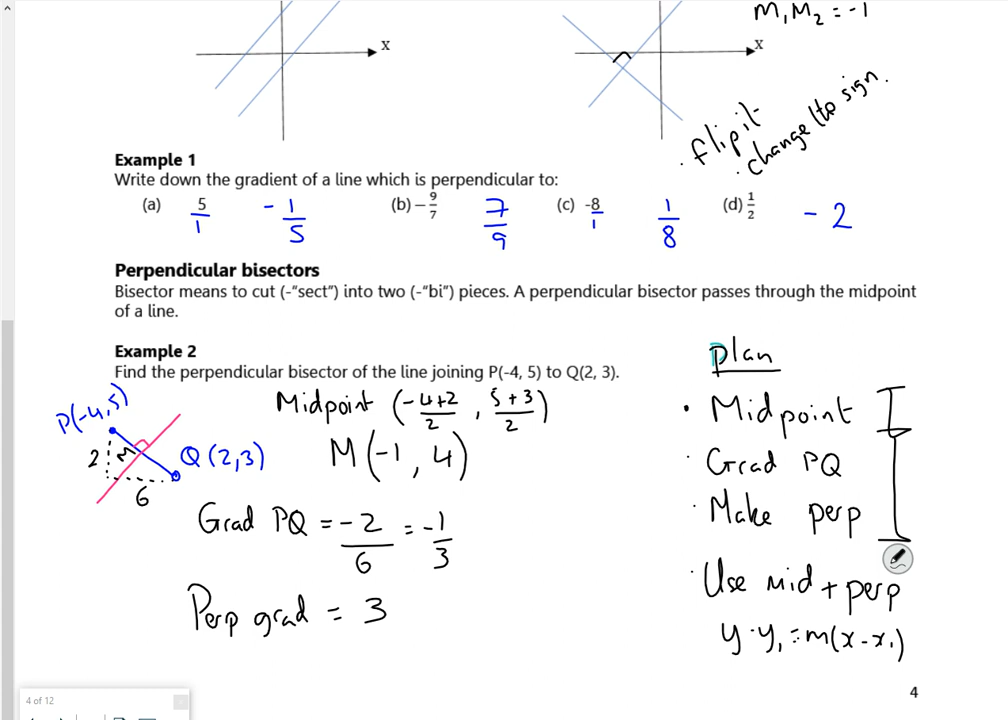 m₁ M₂ = -1
x
x
. flip it
. change (to sign.
Example 1
Write down the gradient of a line which is perpendicular to:
(a) 5/1 - 1/5 (b) -9/7 7/9 (c) -8/1 1/8 (d) 1/2 - 2
Perpendicular bisectors
Bisector means to cut (-"sect") into two (-"bi") pieces. A perpendicular bisector passes through the midpoint
of a line.
Example 2
Find the perpendicular bisector of the line joining P(-4, 5) to Q(2, 3).
P(-4,5)
Q (2,3)
M
2
6
Midpoint (-4+2/2 , 5+3/2)
M (-1 , 4)
Grad PQ = -2/6 = -1/3
Perp grad = 3
Plan
• Midpoint
· Grad PQ
· Make perp
· Use mid + perp
y - y₁ = m(x - x₁)
4
4 of 12